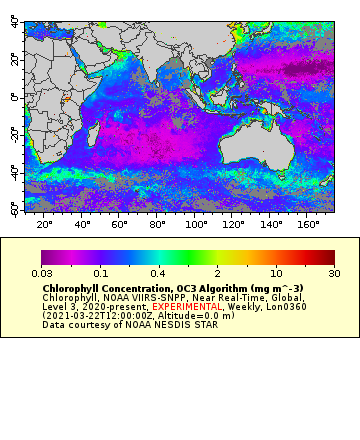 40°
20°
0°
-20°
-40°
-60°
20° 40° 60° 80° 100° 120° 140° 160°
0.03 0.1 0.4 1 2 10 30
Chlorophyll Concentration, OC3 Algorithm (mg m^-3)
Chlorophyll, NOAA VIIRS-SNPP, Near Real-Time, Global,
Level 3, 2020-present, EXPERIMENTAL, Weekly, Lon0360
(2021-03-22T12:00:00Z, Altitude=0.0 m)
Data courtesy of NOAA NESDIS STAR